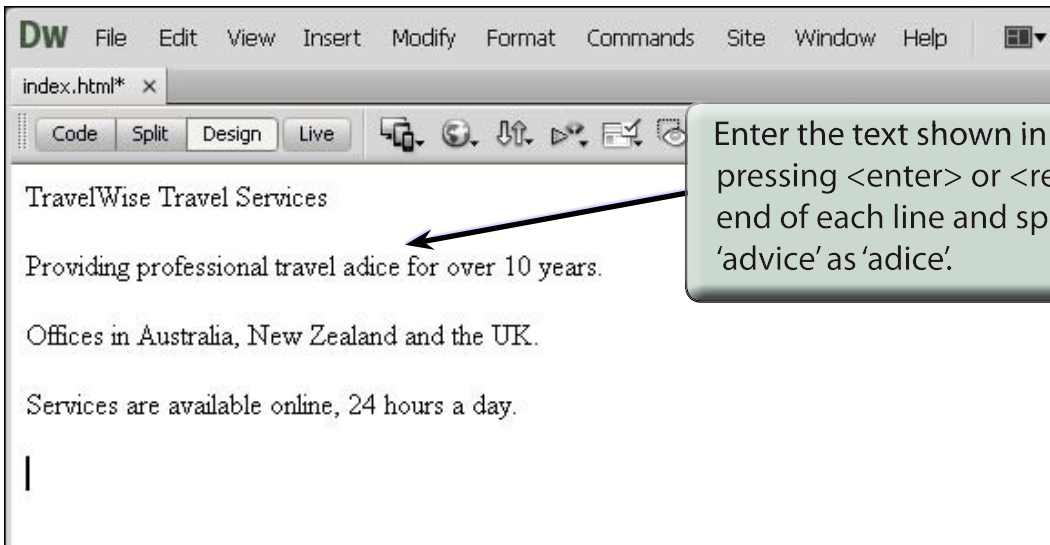 DW File Edit View Insert Modify Format Commands Site Window Help
index.html* ×
Code Split Design Live
Enter the text shown in
pressing <enter> or <re
end of each line and sp
'advice' as 'adice'.
TravelWise Travel Services
Providing professional travel adice for over 10 years.
Offices in Australia, New Zealand and the UK.
Services are available online, 24 hours a day.